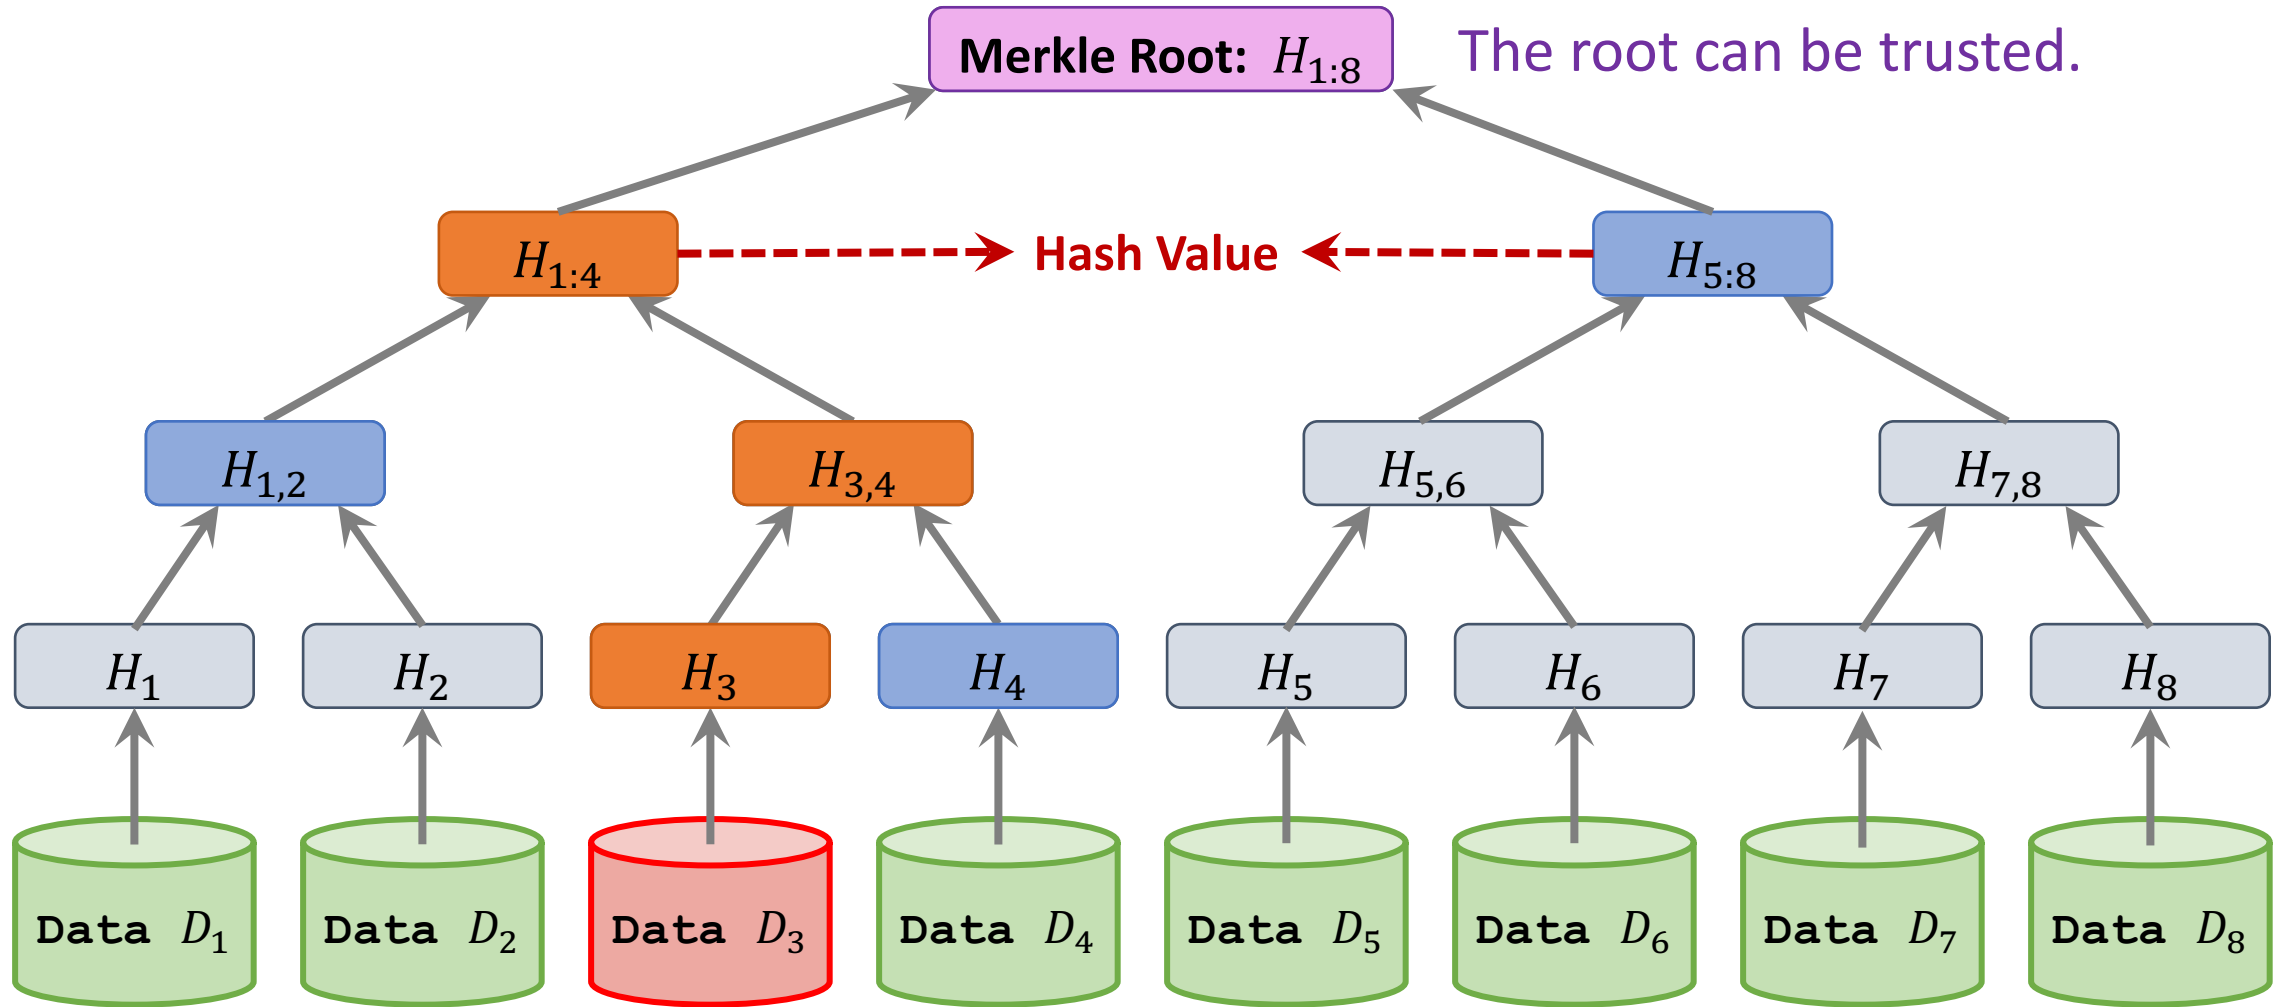 Merkle Root: H₁:₈
The root can be trusted.
H₁:₄
Hash Value
H₅:₈
H₁,₂
H₃,₄
H₅,₆
H₇,₈
H₁
H₂
H₃
H₄
H₅
H₆
H₇
H₈
Data D₁
Data D₂
Data D₃
Data D₄
Data D₅
Data D₆
Data D₇
Data D₈